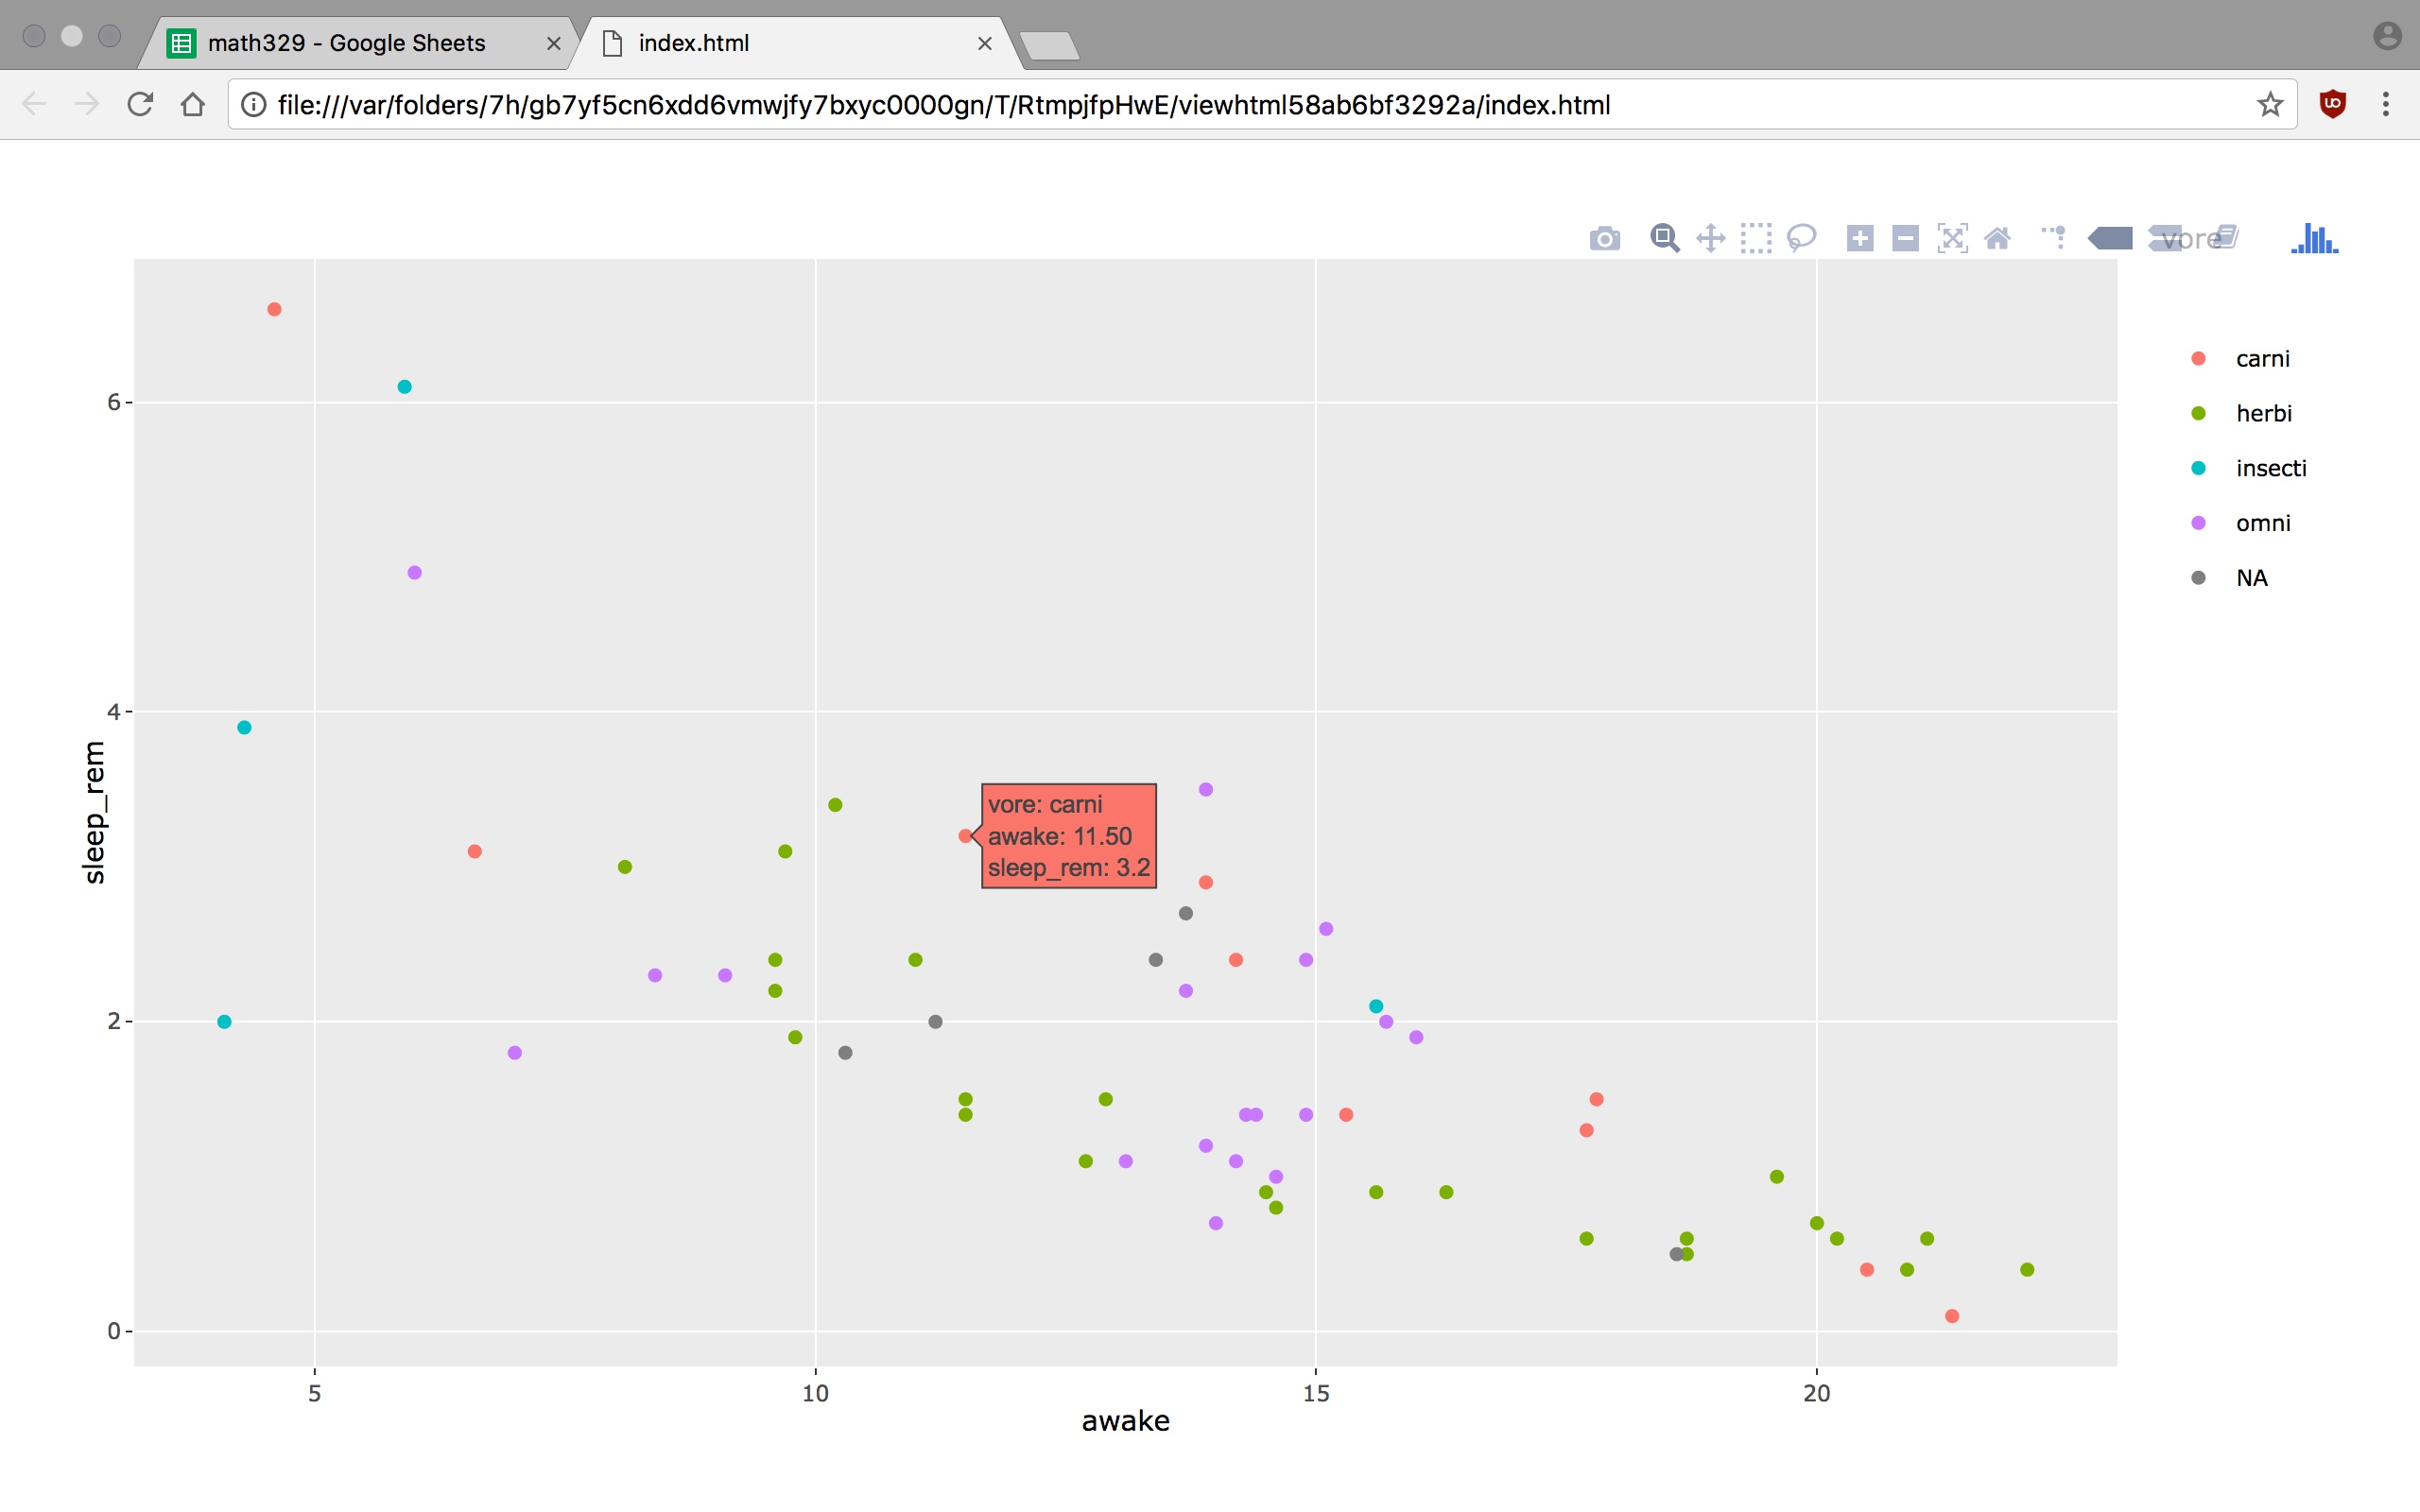 math329 - Google Sheets
index.html
file:///var/folders/7h/gb7yf5cn6xdd6vmwjfy7bxyc0000gn/T/RtmpjfpHwE/viewhtml58ab6bf3292a/index.html
vore
carni
herbi
insecti
omni
NA
6
4
2
0
sleep_rem
vore: carni
awake: 11.50
sleep_rem: 3.2
5 10 15 20
awake